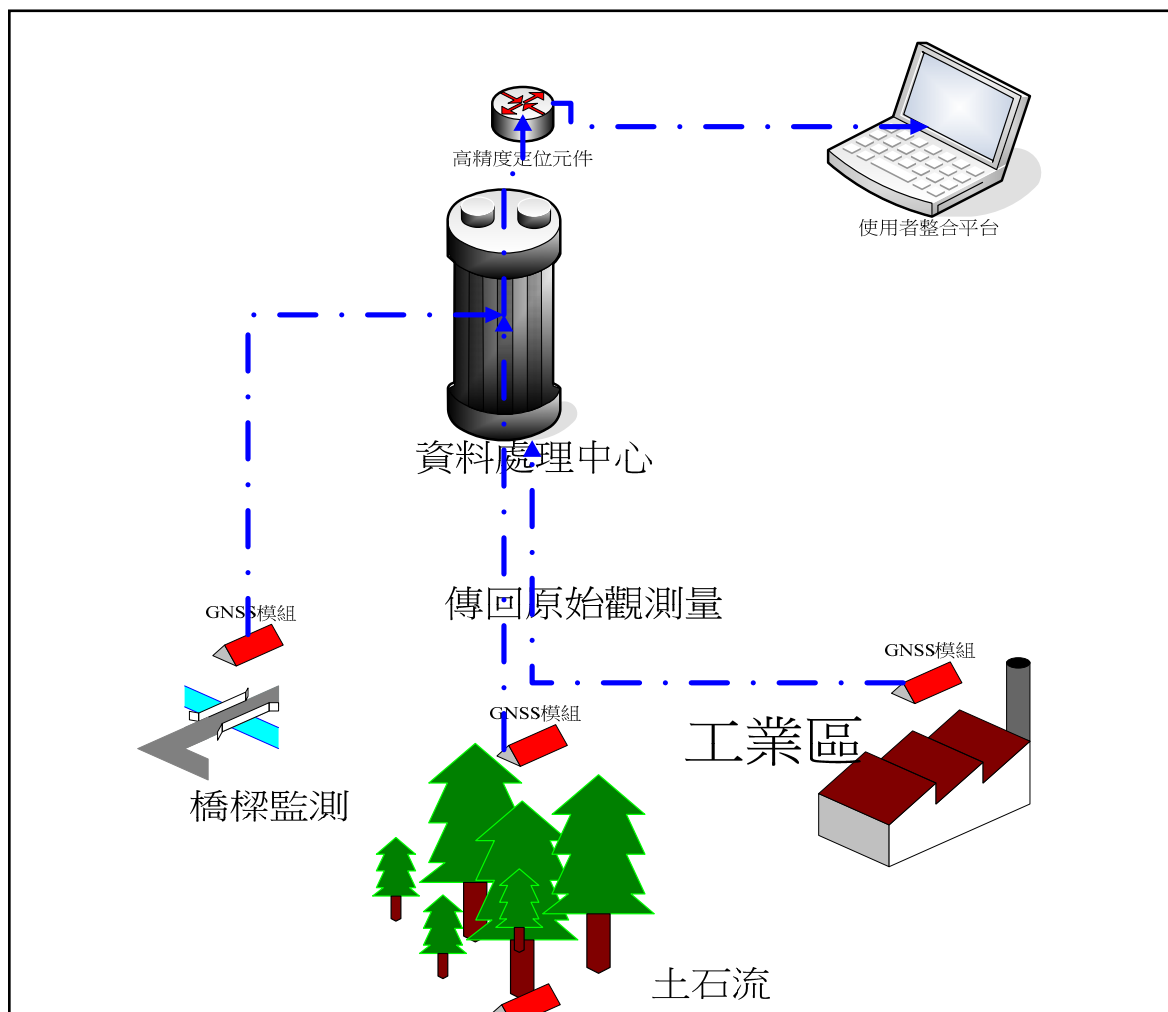 高精度定位元件
使用者整合平台
資料處理中心
傳回原始觀測量
GNSS模組
GNSS模組
GNSS模組
工業區
橋樑監測
土石流